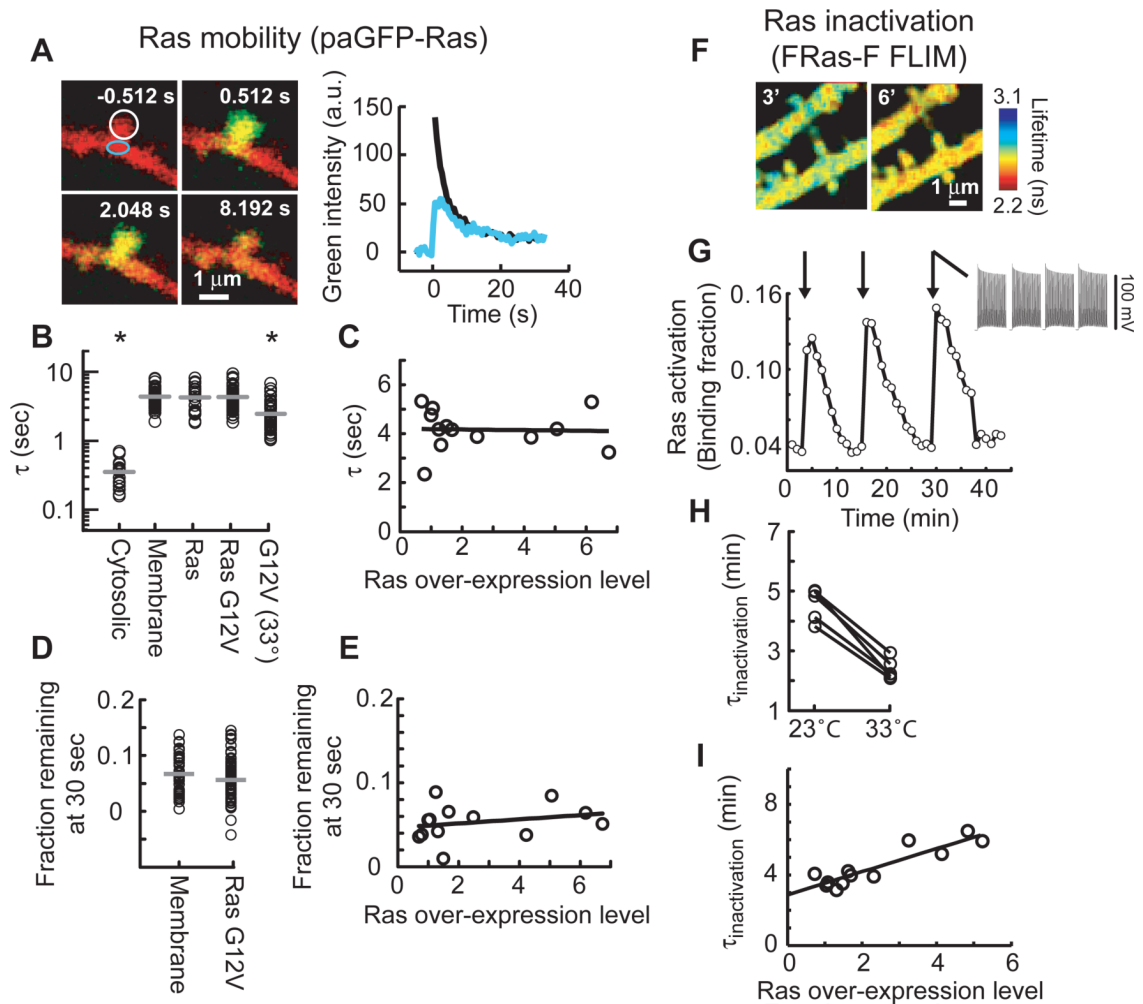 Ras mobility (paGFP-Ras)
A
-0.512 s
0.512 s
2.048 s
8.192 s
1 μm
Green intensity (a.u.)
150
100
50
0
0
20
40
Time (s)
B
*
*
τ (sec)
10
1
0.1
Cytosolic
Membrane
Ras
Ras G12V
G12V (33°)
C
τ (sec)
6
4
2
0
0
2
4
6
Ras over-expression level
D
Fraction remaining
at 30 sec
0.2
0.1
0
Membrane
Ras G12V
E
Fraction remaining
at 30 sec
0.2
0.1
0
0
2
4
6
Ras over-expression level
Ras inactivation
(FRas-F FLIM)
F
3'
6'
1 μm
3.1
2.2
Lifetime (ns)
G
100 mV
Ras activation
(Binding fraction)
0.16
0.10
0.04
0
10
20
30
40
Time (min)
H
τinactivation (min)
7
5
3
1
23°C
33°C
I
τinactivation (min)
8
4
0
0
2
4
6
Ras over-expression level